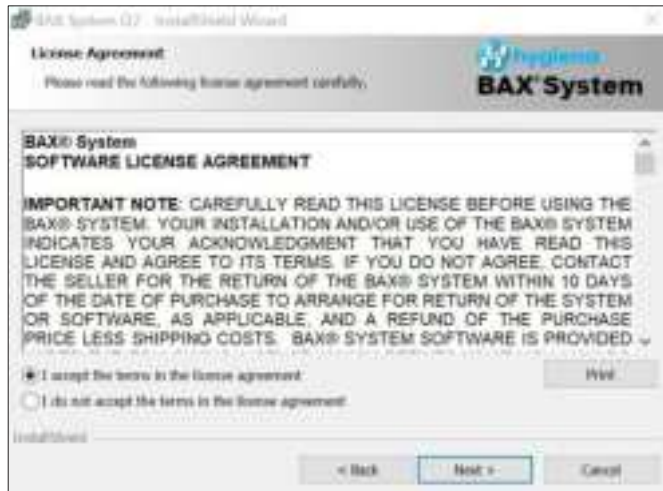 BAX System Q7 - InstallShield Wizard
License Agreement
Please read the following license agreement carefully.
hygiena
BAX® System
BAX® System
SOFTWARE LICENSE AGREEMENT
IMPORTANT NOTE: CAREFULLY READ THIS LICENSE BEFORE USING THE
BAX® SYSTEM. YOUR INSTALLATION AND/OR USE OF THE BAX® SYSTEM
INDICATES YOUR ACKNOWLEDGMENT THAT YOU HAVE READ THIS
LICENSE AND AGREE TO ITS TERMS. IF YOU DO NOT AGREE, CONTACT
THE SELLER FOR THE RETURN OF THE BAX® SYSTEM WITHIN 10 DAYS
OF THE DATE OF PURCHASE TO ARRANGE FOR RETURN OF THE SYSTEM
OR SOFTWARE, AS APPLICABLE, AND A REFUND OF THE PURCHASE
PRICE LESS SHIPPING COSTS. BAX® SYSTEM SOFTWARE IS PROVIDED
I accept the terms in the license agreement
Print
I do not accept the terms in the license agreement
InstallShield
< Back
Next >
Cancel